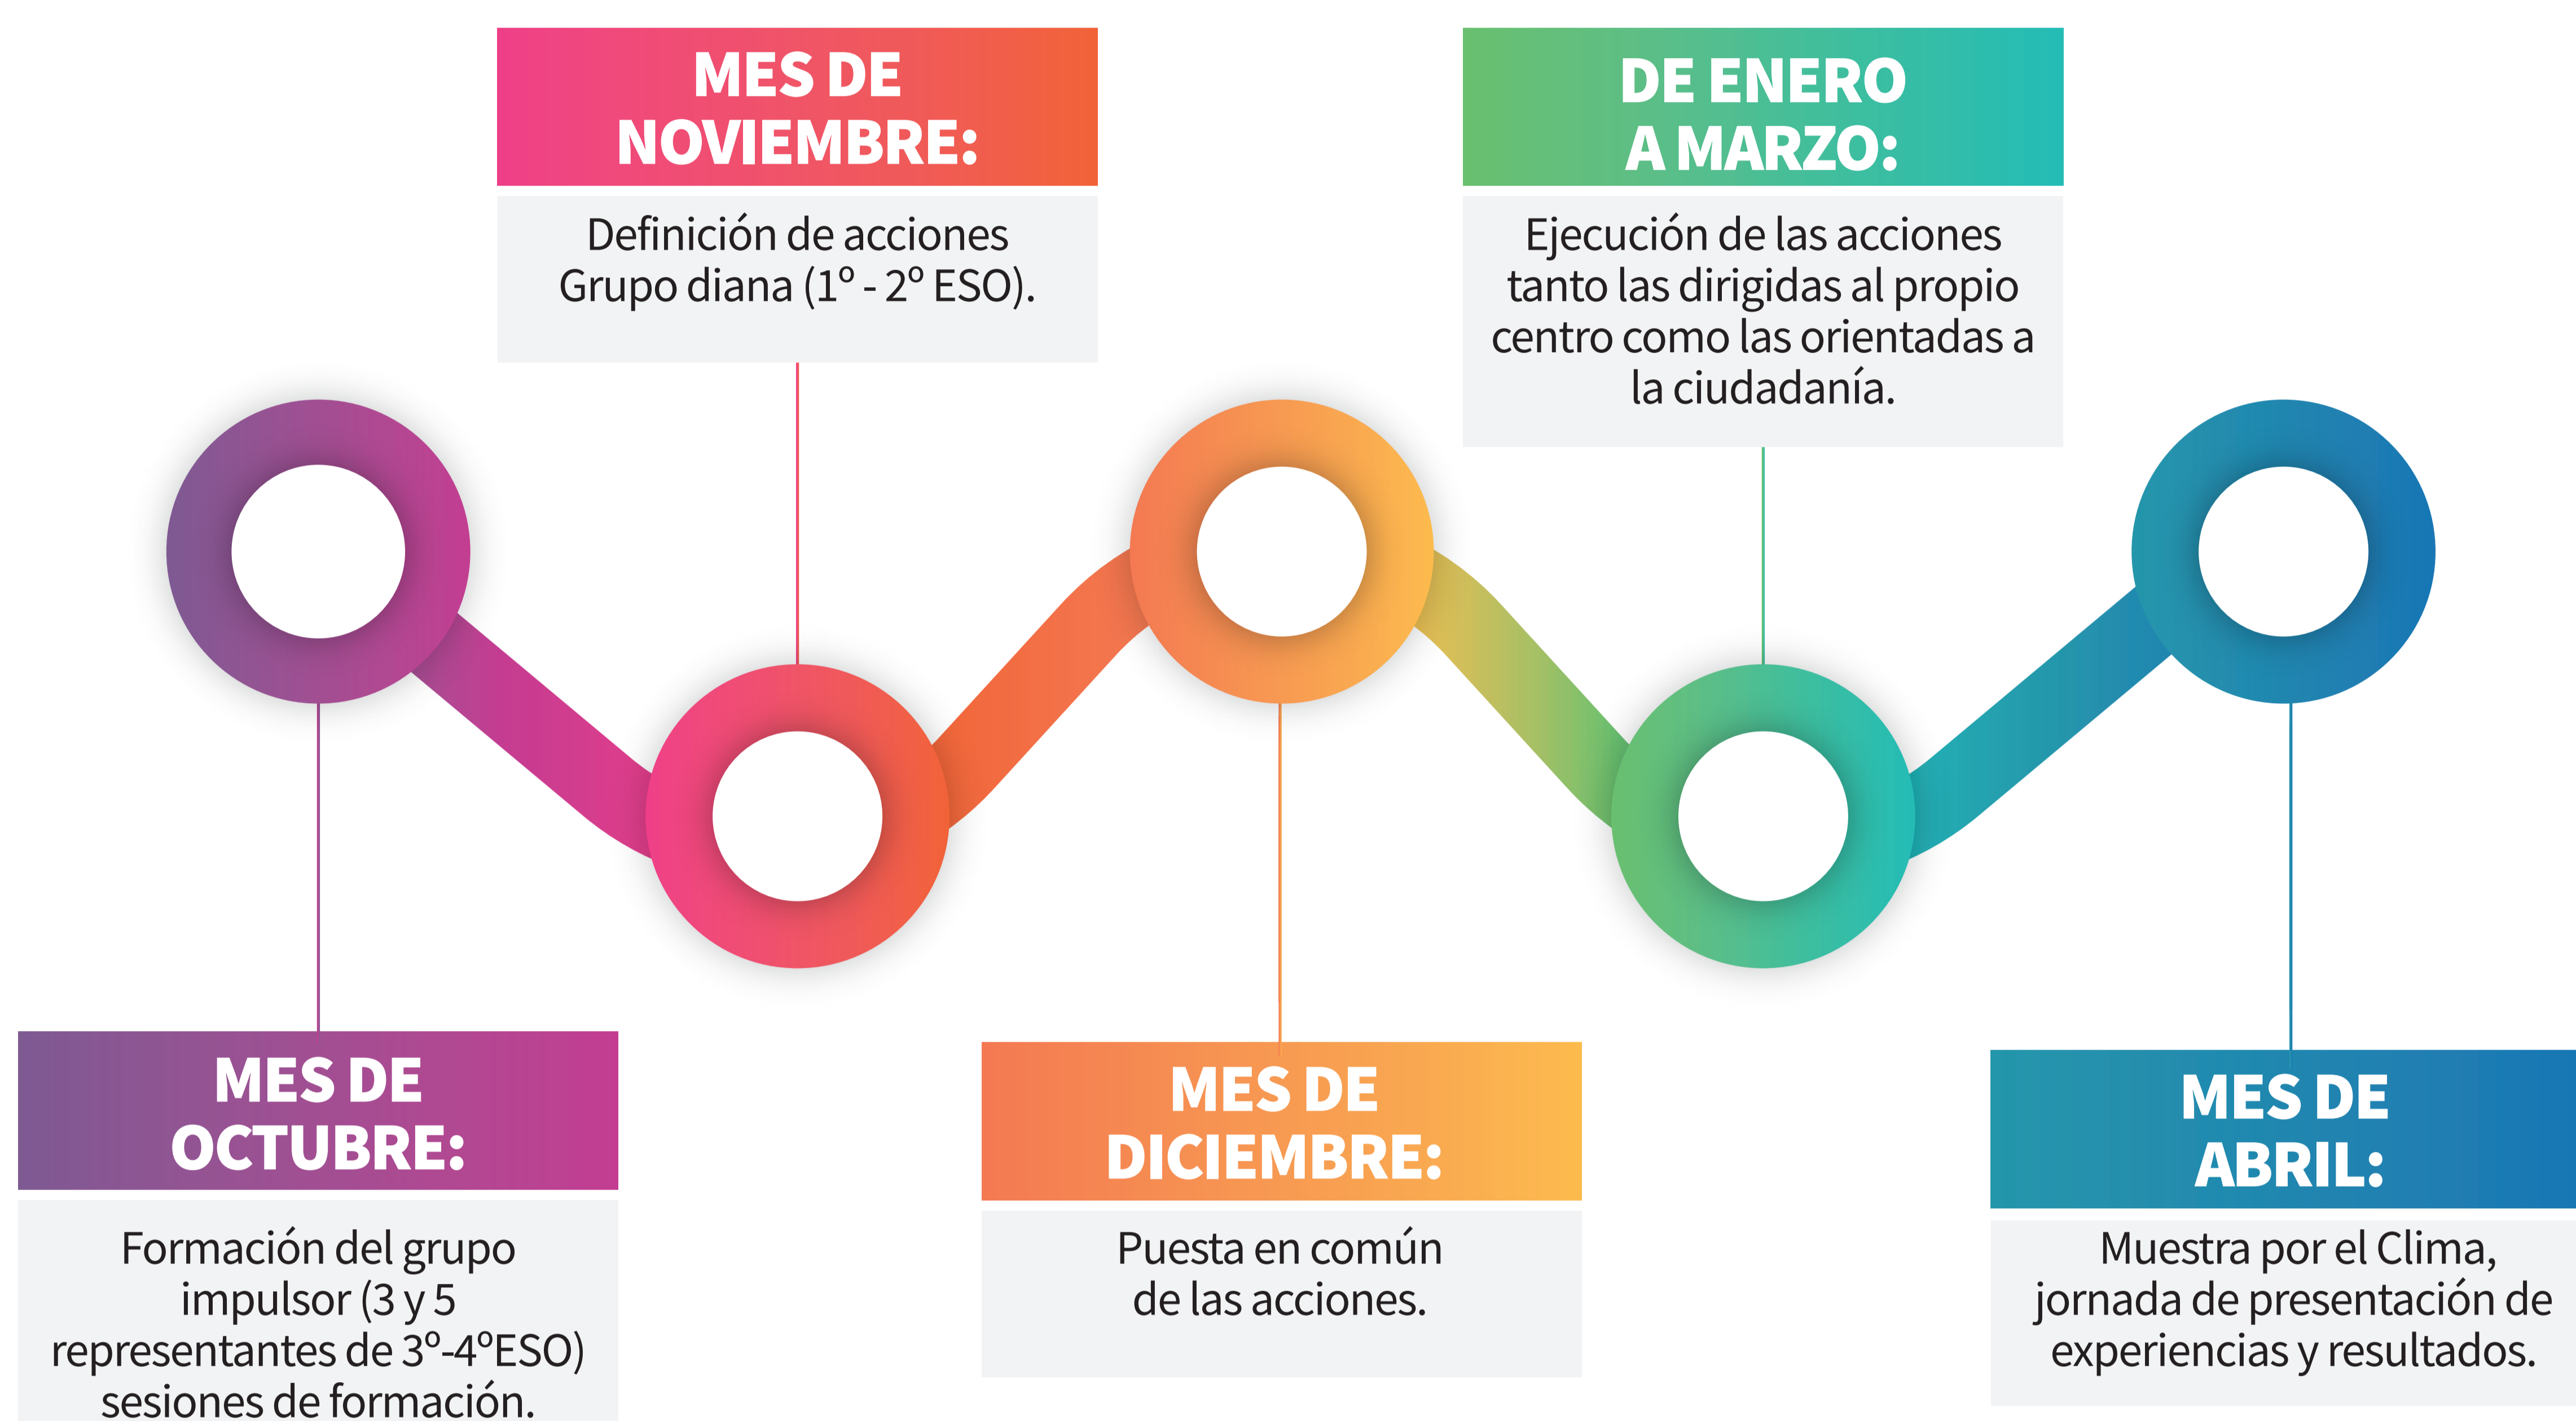 MES DE
OCTUBRE:
Formación del grupo
impulsor (3 y 5
representantes de 3º-4ºESO)
sesiones de formación.
MES DE
NOVIEMBRE:
Definición de acciones
Grupo diana (1º - 2º ESO).
MES DE
DICIEMBRE:
Puesta en común
de las acciones.
DE ENERO
A MARZO:
Ejecución de las acciones
tanto las dirigidas al propio
centro como las orientadas a
la ciudadanía.
MES DE
ABRIL:
Muestra por el Clima,
jornada de presentación de
experiencias y resultados.